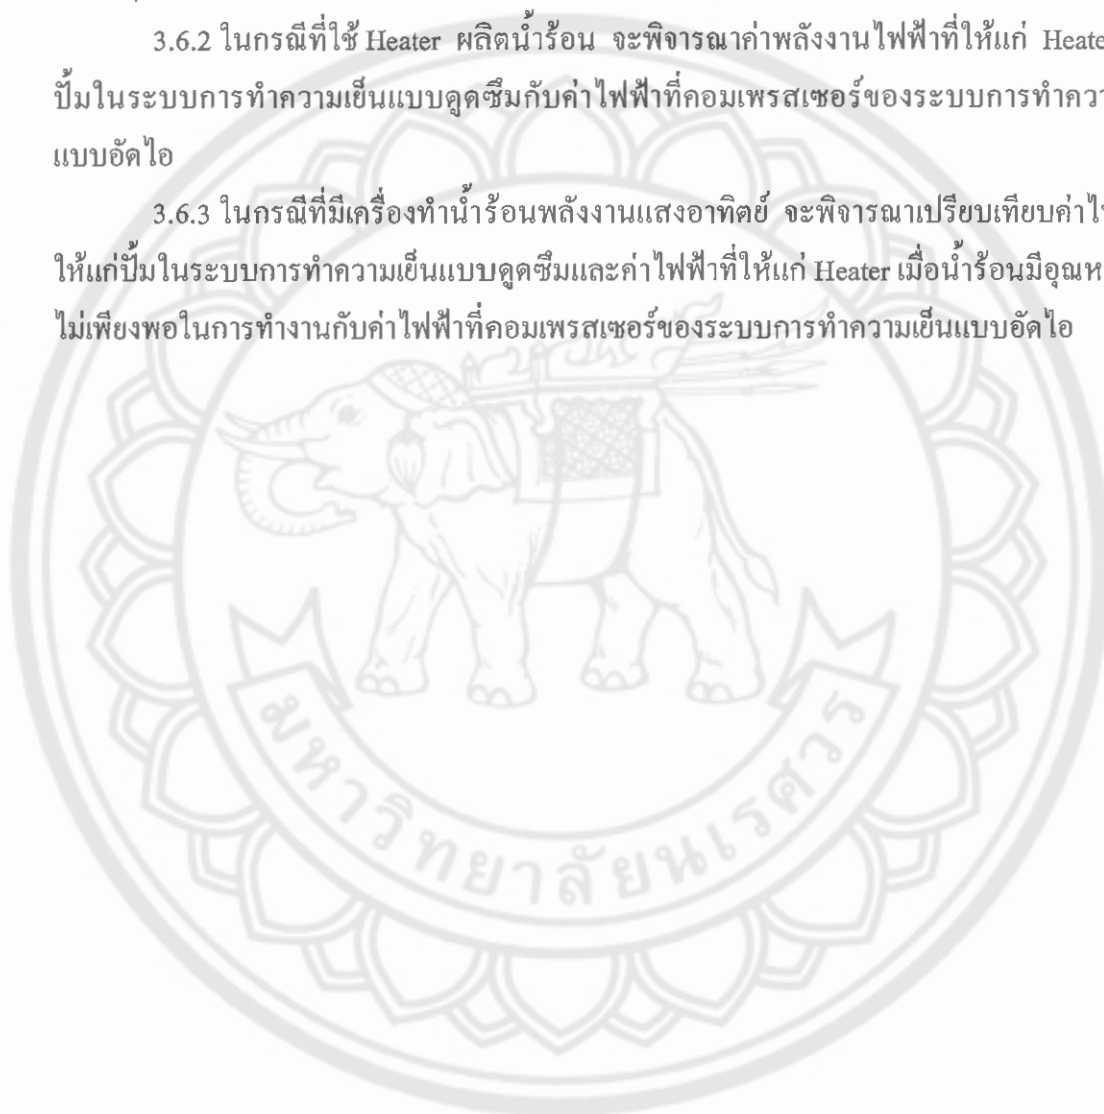 3.6.2 ในกรณีที่ใช้ Heater ผลิตน้ำร้อน จะพิจารณาค่าพลังงานไฟฟ้าที่ให้แก่ Heate
ปั๊มในระบบการทำความเย็นแบบดูดซึมกับค่าไฟฟ้าที่คอมเพรสเซอร์ของระบบการทำควา
แบบอัดไอ
3.6.3 ในกรณีที่มีเครื่องทำน้ำร้อนพลังงานแสงอาทิตย์ จะพิจารณาเปรียบเทียบค่าไ
ให้แก่ปั๊มในระบบการทำความเย็นแบบดูดซึมและค่าไฟฟ้าที่ให้แก่ Heater เมื่อน้ำร้อนมีอุณห
ไม่เพียงพอในการทำงานกับค่าไฟฟ้าที่คอมเพรสเซอร์ของระบบการทำความเย็นแบบอัดไอ
มหาวิทยาลัยนเรศวร